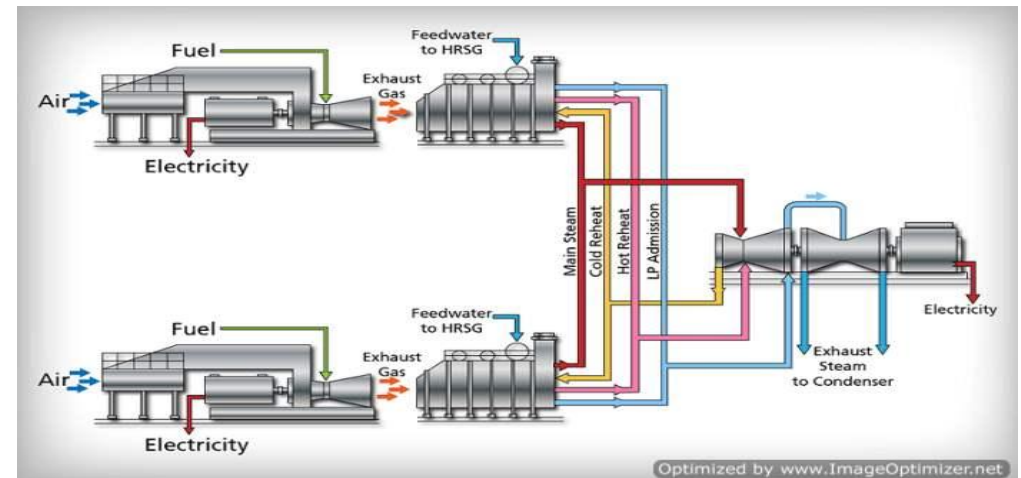 Fuel
Feedwater
to HRSG
Exhaust
Gas
Air
Electricity
Main Steam
Cold Reheat
Hot Reheat
LP Admission
Electricity
Exhaust
Steam
to Condenser
Feedwater
to HRSG
Fuel
Exhaust
Gas
Air
Electricity
Optimized by www.ImageOptimizer.net